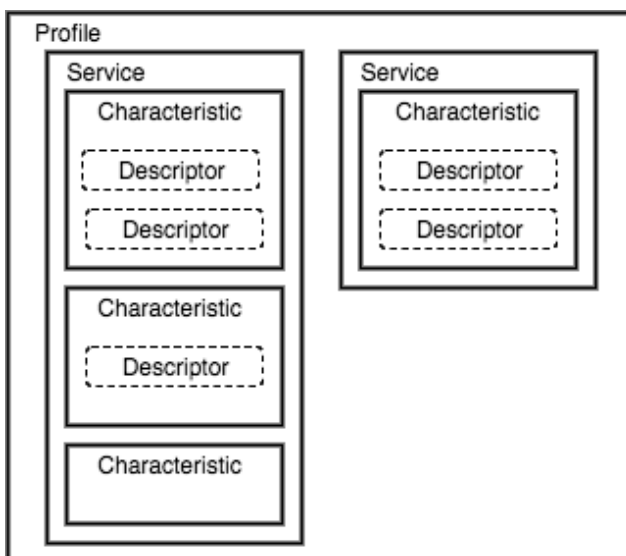 Profile
Service
Characteristic
Descriptor
Descriptor
Characteristic
Descriptor
Characteristic
Service
Characteristic
Descriptor
Descriptor